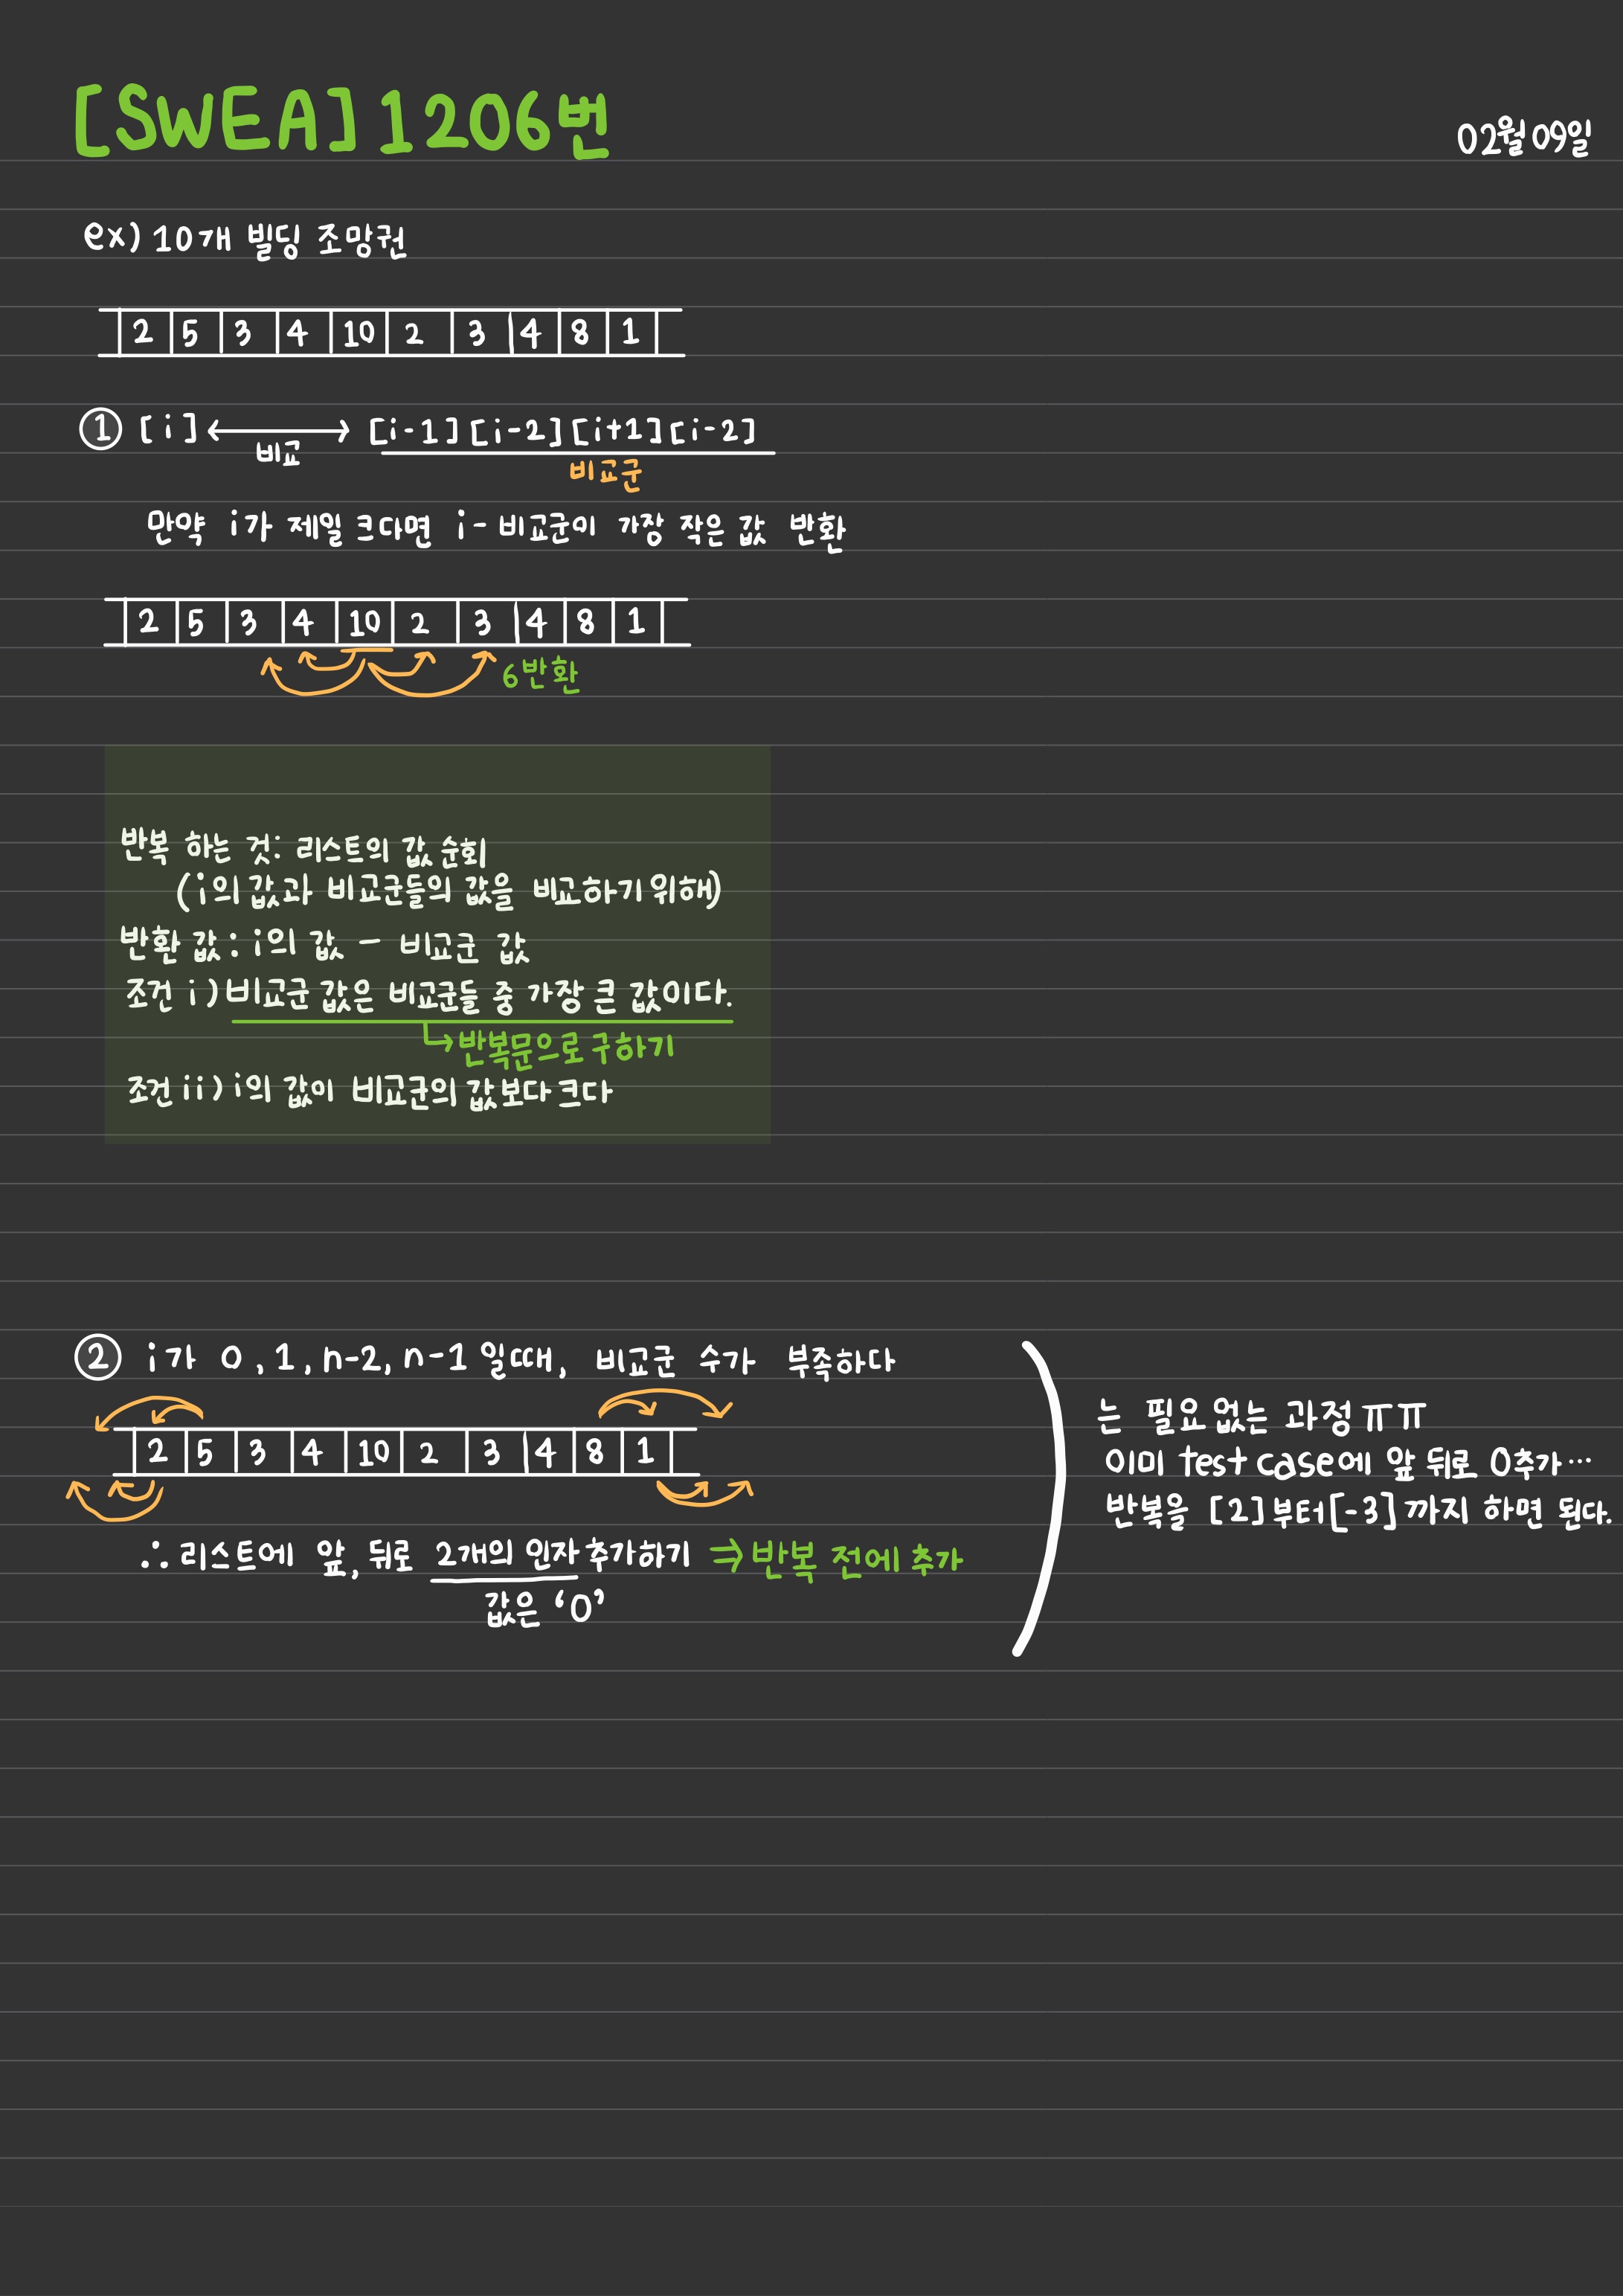 [SWEA] 1206번
02월09일
ex) 10개 빌딩 조망권
2 5 3 4 10 2 3 4 8 1
① [i] ↔ [i-1][i-2][i+1][i-2]
비교
비교군
만약 i가 제일 크다면 i - 비교군이 가장 작은 값 반환
2 5 3 4 10 2 3 4 8 1
6반환
반복 하는 것: 리스트의 값 순회
(i의 값과 비교군들의 값을 비교하기위해)
반환 값: i의 값 - 비교군 값
조건 i) 비교군 값은 비교군들 중 가장 큰 값이다.
↳ 반복문으로 구하기
조건 ii) i의 값이 비교군의 값보다 크다
② i가 0, 1, n-2, n-1 일때, 비교군 수가 부족하다
2 5 3 4 10 2 3 4 8 1
∴ 리스트에 앞, 뒤로 2개의 인자 추가하기 ⇒ 반복 전에 추가
값은 '0'
는 필요 없는 과정 ㅠㅠ
이미 test case에 앞 뒤로 0추가...
반복을 [2]부터[-3]까지 하면 된다.